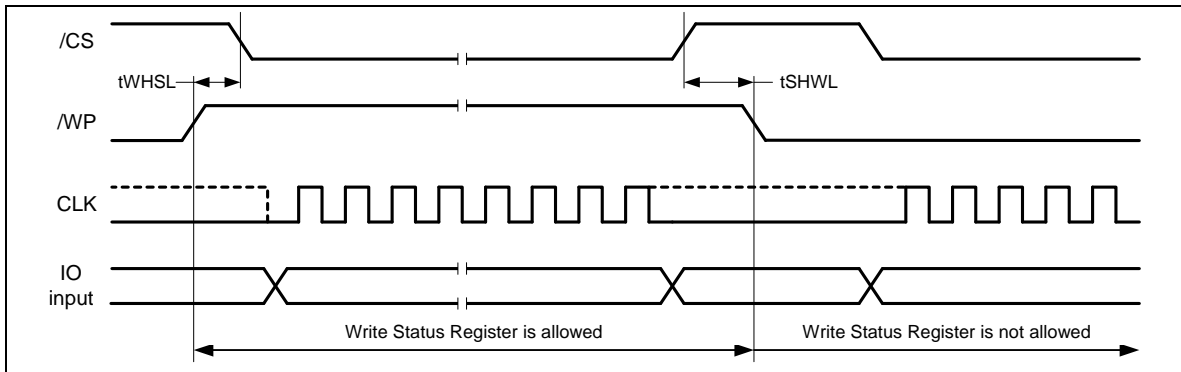 /CS
tWHSL
tSHWL
/WP
CLK
IO
input
Write Status Register is allowed
Write Status Register is not allowed